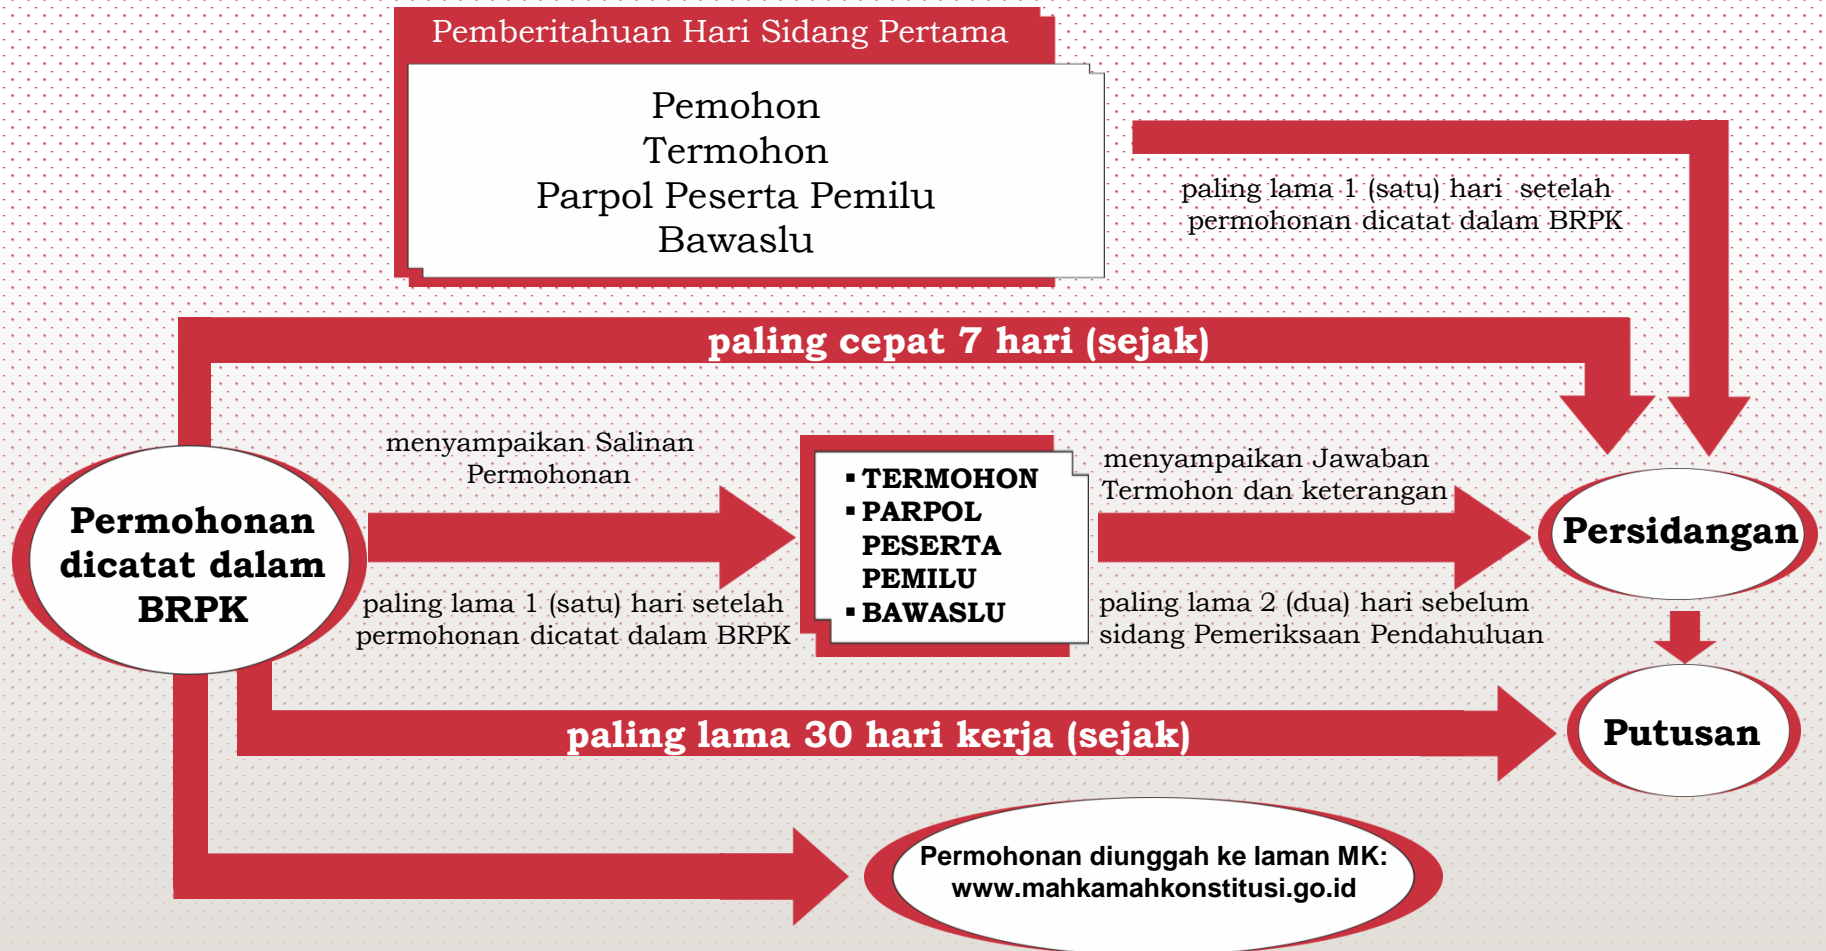 Pemberitahuan Hari Sidang Pertama
Pemohon
Termohon
Parpol Peserta Pemilu
Bawaslu
paling lama 1 (satu) hari setelah
permohonan dicatat dalam BRPK
paling cepat 7 hari (sejak)
menyampaikan Salinan
Permohonan
▪ TERMOHON
▪ PARPOL
PESERTA
PEMILU
▪ BAWASLU
menyampaikan Jawaban
Termohon dan keterangan
Permohonan
dicatat dalam
BRPK
Persidangan
paling lama 1 (satu) hari setelah
permohonan dicatat dalam BRPK
paling lama 2 (dua) hari sebelum
sidang Pemeriksaan Pendahuluan
paling lama 30 hari kerja (sejak)
Putusan
Permohonan diunggah ke laman MK:
www.mahkamahkonstitusi.go.id